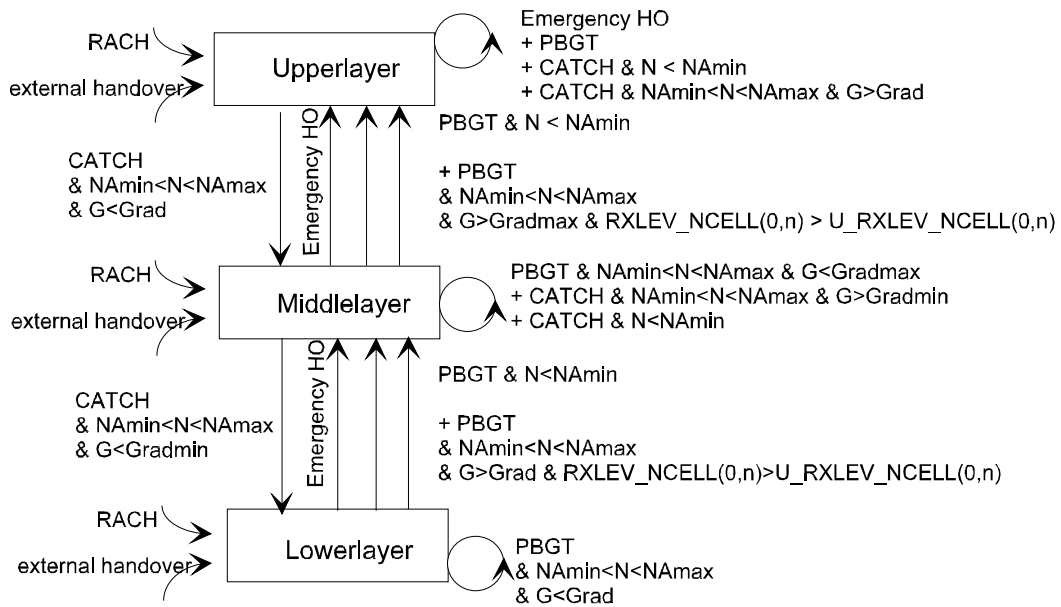 RACH
external handover
Upperlayer
Emergency HO
+ PBGT
+ CATCH & N < NAmin
+ CATCH & NAmin<N<NAmax & G>Grad
CATCH
& NAmin<N<NAmax
& G<Grad
Emergency HO
PBGT & N < NAmin
+ PBGT
& NAmin<N<NAmax
& G>Gradmax & RXLEV_NCELL(0,n) > U_RXLEV_NCELL(0,n)
RACH
external handover
Middlelayer
PBGT & NAmin<N<NAmax & G<Gradmax
+ CATCH & NAmin<N<NAmax & G>Gradmin
+ CATCH & N<NAmin
CATCH
& NAmin<N<NAmax
& G<Gradmin
Emergency HO
PBGT & N<NAmin
+ PBGT
& NAmin<N<NAmax
& G>Grad & RXLEV_NCELL(0,n)>U_RXLEV_NCELL(0,n)
RACH
external handover
Lowerlayer
PBGT
& NAmin<N<NAmax
& G<Grad